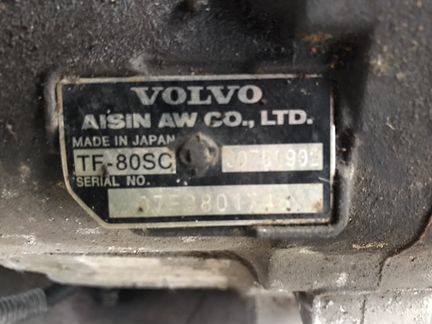 VOLVO
AISIN AW CO., LTD.
MADE IN JAPAN
TF-80SC
SERIAL NO.